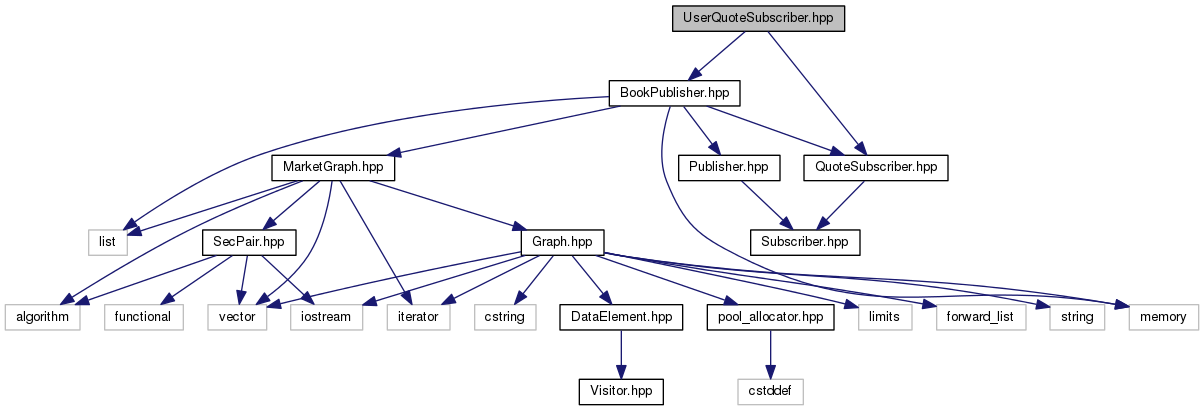 UserQuoteSubscriber.hpp
BookPublisher.hpp
MarketGraph.hpp
Publisher.hpp
QuoteSubscriber.hpp
list
SecPair.hpp
Graph.hpp
Subscriber.hpp
algorithm
functional
vector
iostream
iterator
cstring
DataElement.hpp
pool_allocator.hpp
limits
forward_list
string
memory
Visitor.hpp
cstddef